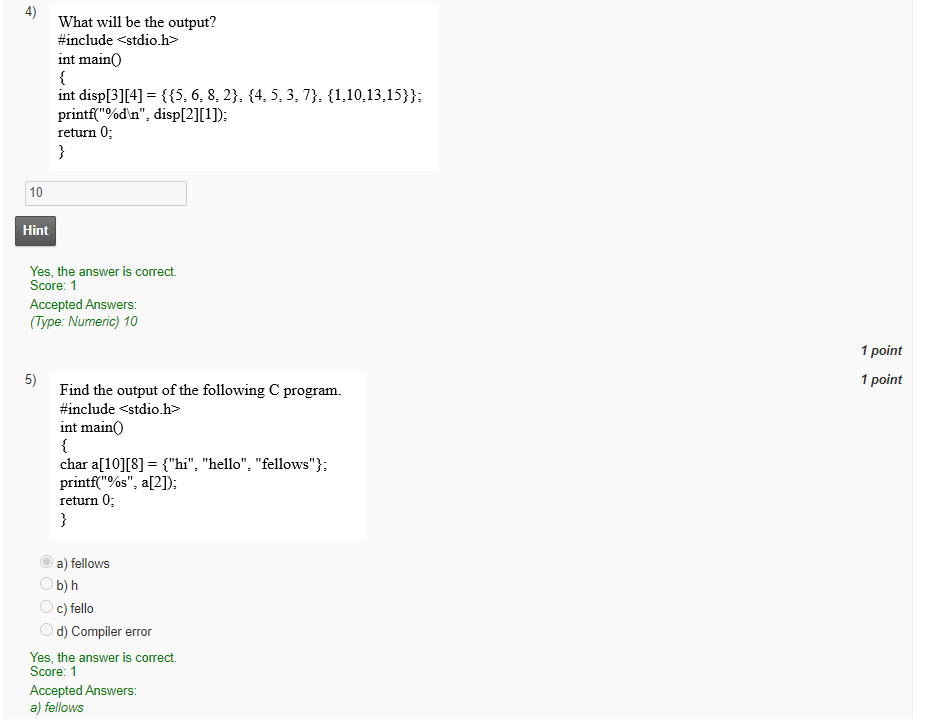 4)
What will be the output?
#include <stdio.h>
int main()
{
int disp[3][4] = {{5, 6, 8, 2}, {4, 5, 3, 7}, {1,10,13,15}};
printf("%d\n", disp[2][1]);
return 0;
}
10
Hint
Yes, the answer is correct.
Score: 1
Accepted Answers:
(Type: Numeric) 10
1 point
5)
1 point
Find the output of the following C program.
#include <stdio.h>
int main()
{
char a[10][8] = {"hi", "hello", "fellows"};
printf("%s", a[2]);
return 0;
}
a) fellows
b) h
c) fello
d) Compiler error
Yes, the answer is correct.
Score: 1
Accepted Answers:
a) fellows